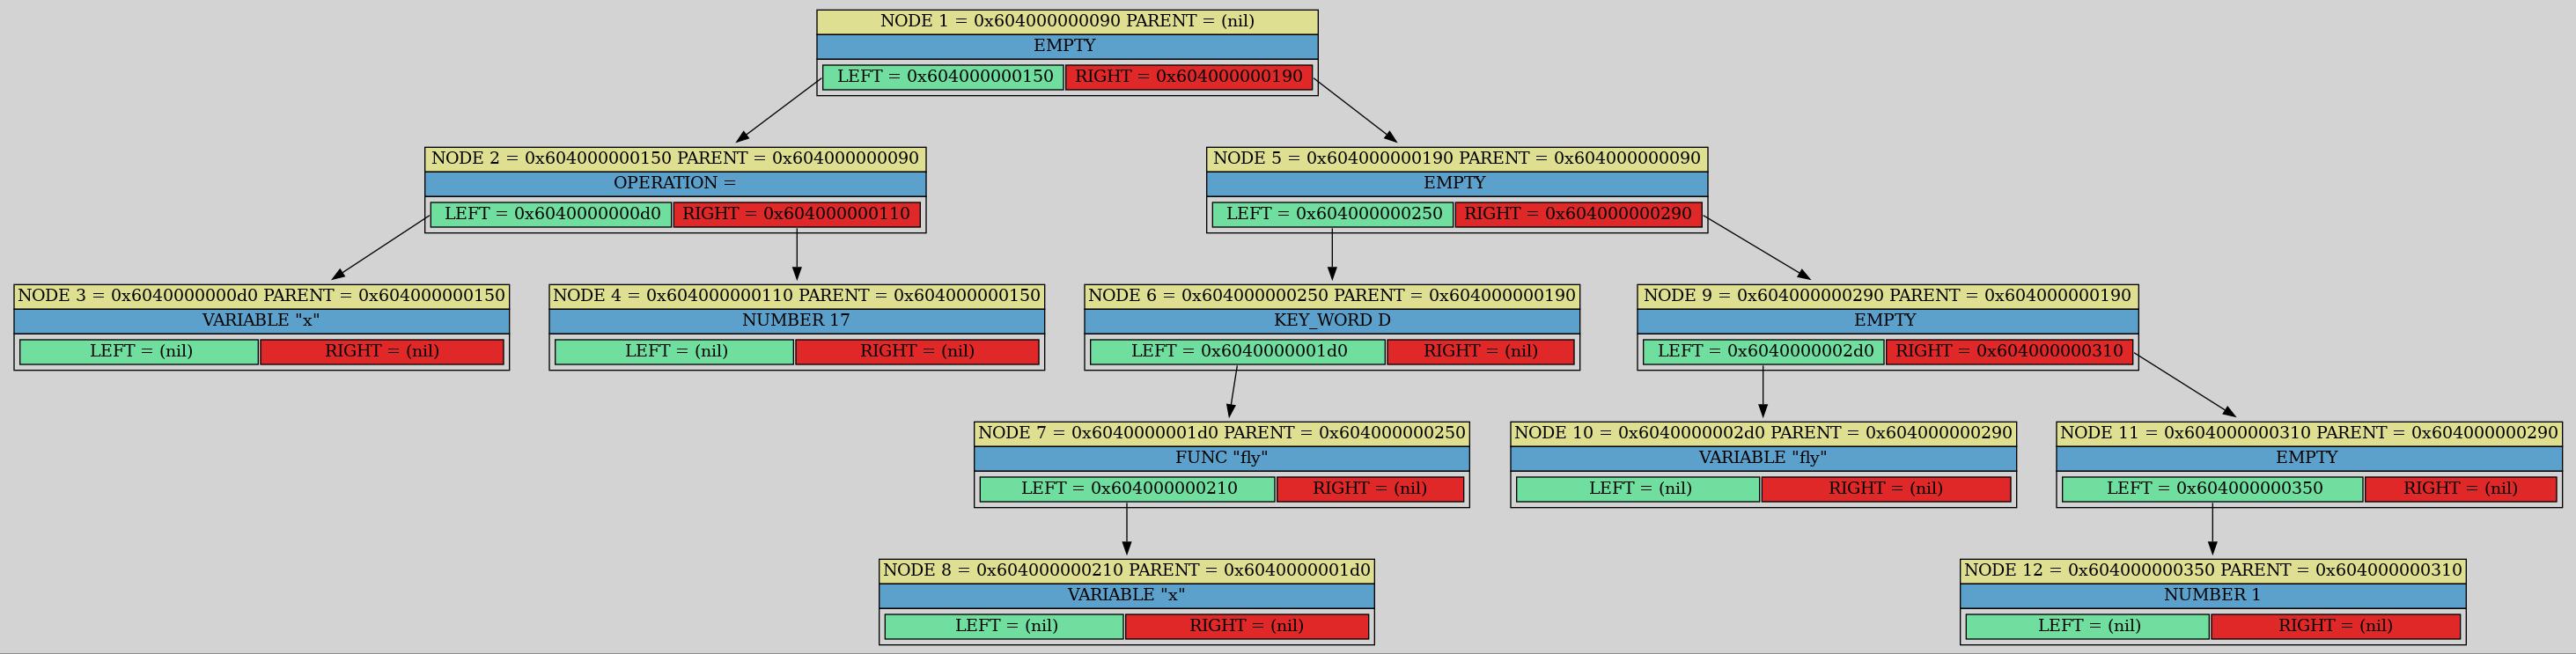 NODE 1 = 0x604000000090 PARENT = (nil)
EMPTY
LEFT = 0x604000000150 RIGHT = 0x604000000190
NODE 2 = 0x604000000150 PARENT = 0x604000000090
OPERATION =
LEFT = 0x6040000000d0 RIGHT = 0x604000000110
NODE 5 = 0x604000000190 PARENT = 0x604000000090
EMPTY
LEFT = 0x604000000250 RIGHT = 0x604000000290
NODE 3 = 0x6040000000d0 PARENT = 0x604000000150
VARIABLE "x"
LEFT = (nil) RIGHT = (nil)
NODE 4 = 0x604000000110 PARENT = 0x604000000150
NUMBER 17
LEFT = (nil) RIGHT = (nil)
NODE 6 = 0x604000000250 PARENT = 0x604000000190
KEY_WORD D
LEFT = 0x6040000001d0 RIGHT = (nil)
NODE 9 = 0x604000000290 PARENT = 0x604000000190
EMPTY
LEFT = 0x6040000002d0 RIGHT = 0x604000000310
NODE 7 = 0x6040000001d0 PARENT = 0x604000000250
FUNC "fly"
LEFT = 0x604000000210 RIGHT = (nil)
NODE 10 = 0x6040000002d0 PARENT = 0x604000000290
VARIABLE "fly"
LEFT = (nil) RIGHT = (nil)
NODE 11 = 0x604000000310 PARENT = 0x604000000290
EMPTY
LEFT = 0x604000000350 RIGHT = (nil)
NODE 8 = 0x604000000210 PARENT = 0x6040000001d0
VARIABLE "x"
LEFT = (nil) RIGHT = (nil)
NODE 12 = 0x604000000350 PARENT = 0x604000000310
NUMBER 1
LEFT = (nil) RIGHT = (nil)